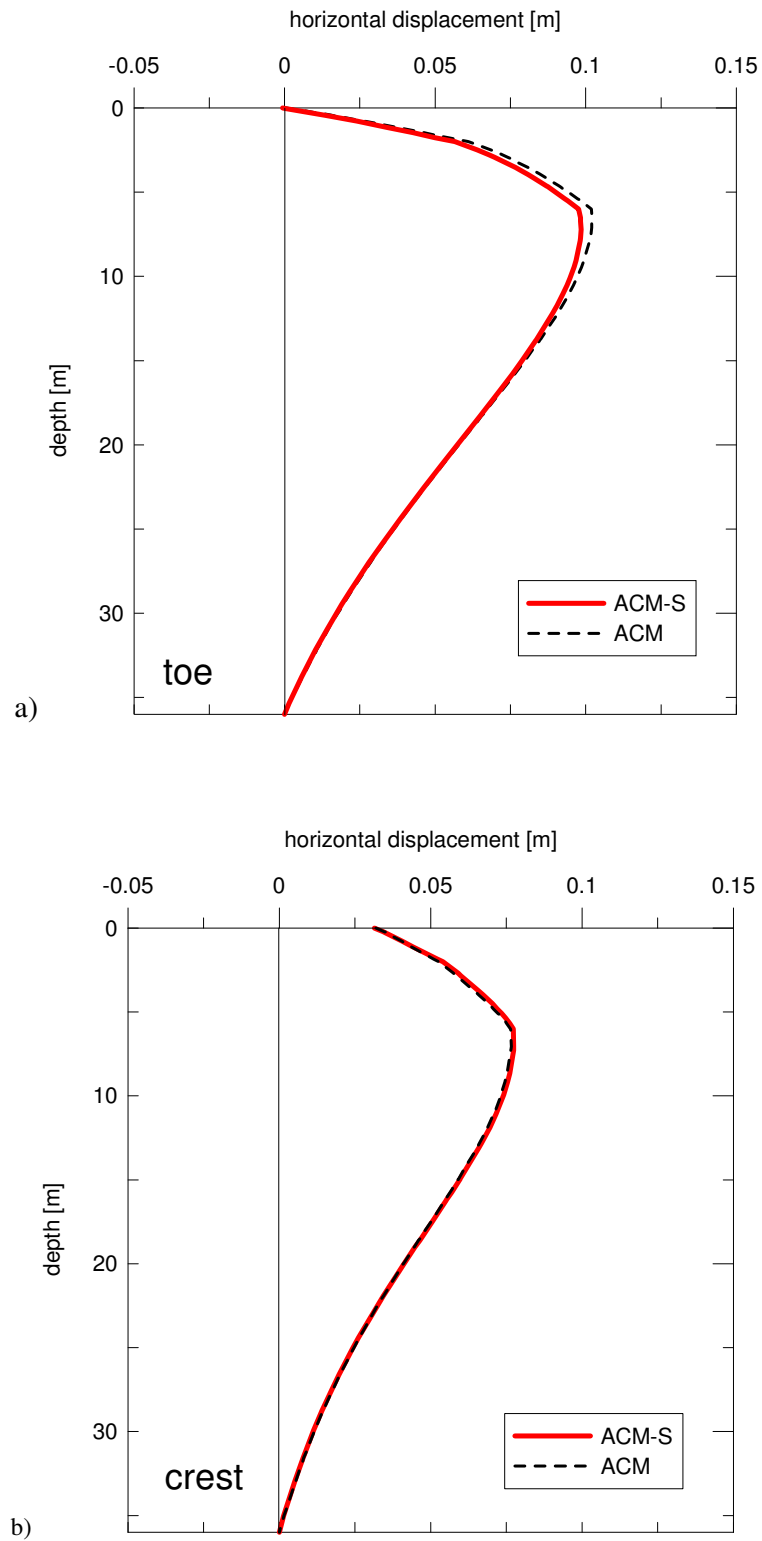 horizontal displacement [m]
-0.05 0 0.05 0.1 0.15
0
10
20
30
depth [m]
ACM-S
ACM
toe
a)
horizontal displacement [m]
-0.05 0 0.05 0.1 0.15
0
10
20
30
depth [m]
ACM-S
ACM
crest
b)